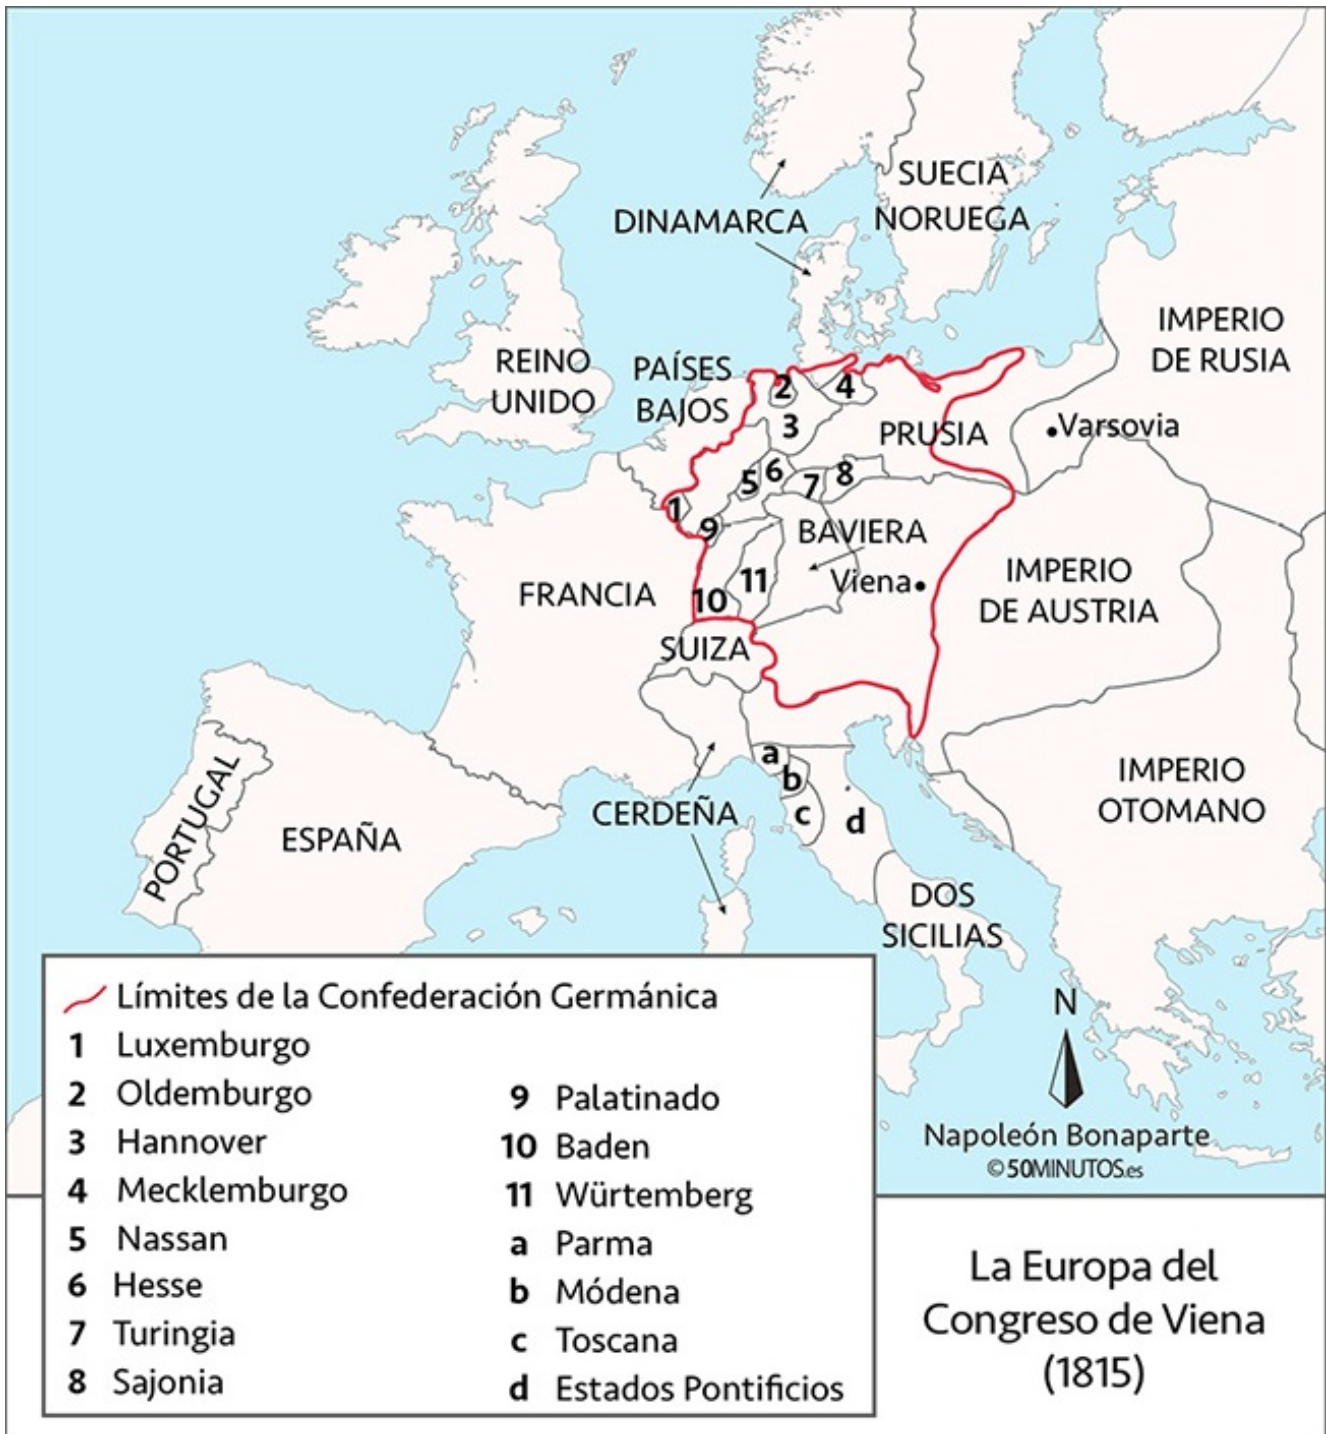 SUECIA
NORUEGA
DINAMARCA
IMPERIO
DE RUSIA
REINO
UNIDO
PAÍSES
BAJOS
2
4
3
PRUSIA
Varsovia
5
6
7
8
1
9
BAVIERA
FRANCIA
10
11
Viena
IMPERIO
DE AUSTRIA
SUIZA
a
b
c
d
CERDEÑA
PORTUGAL
ESPAÑA
IMPERIO
OTOMANO
DOS
SICILIAS
Límites de la Confederación Germánica
1 Luxemburgo
2 Oldemburgo
3 Hannover
4 Mecklemburgo
5 Nassan
6 Hesse
7 Turingia
8 Sajonia
9 Palatinado
10 Baden
11 Würtemberg
a Parma
b Módena
c Toscana
d Estados Pontificios
N
Napoleón Bonaparte
©50MINUTOS.es
La Europa del
Congreso de Viena
(1815)